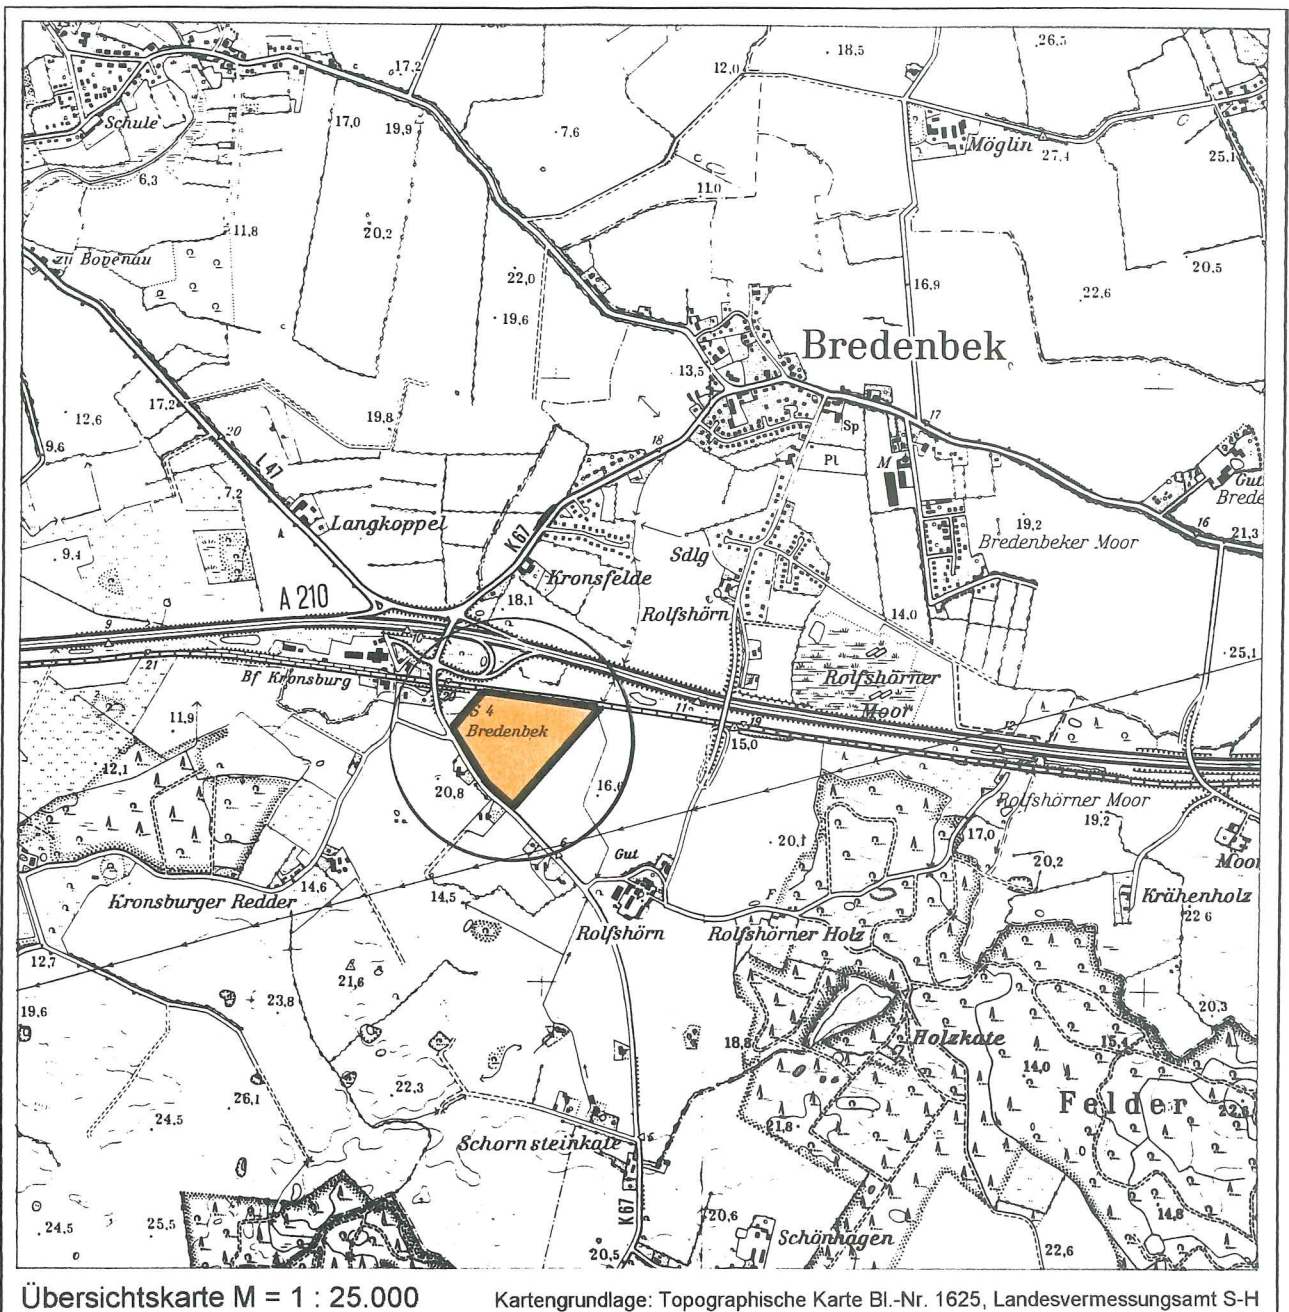 26,5
18,5
17,2
12,0
Schule
17,0
19,9
7,6
Möglin
27,1
25,1
6,3
11,0
11,8
20,2
zu Bovenau
22,0
20,5
16,9
22,6
19,6
Bredenbek
13,5
17,2
12,6
19,8
20
9,6
18
Sp
17
L 47
Pl
M
7,2
Gut
Brede
Langkoppel
K 67
19,2
16
21,3
Bredenbeker Moor
9,4
Sdlg
Kronsfelde
A 210
18,1
Rolfshörn
14,0
9
10
25,1
21
Bf Kronsburg
Rolfshörner
Moor
S 4
Bredenbek
11,9
11
19
15,0
12
12,1
20,8
16,6
Rolfshörner Moor
19,2
17,0
20,1
6
Gut
20,2
Moor
14,6
14,5
Krähenholz
22,6
Kronsburger Redder
Rolfshörn
Rolfshörner Holz
12,7
21,6
23,8
19,6
20,3
18,8
Holzkate
15,4
14,0
22,3
26,1
Felder
22,6
24,5
21,8
Schornsteinkate
K 67
14,8
20,6
24,5
25,5
Schönhagen
20,5
22,6
Übersichtskarte M = 1 : 25.000
Kartengrundlage: Topographische Karte Bl.-Nr. 1625, Landesvermessungsamt S-H